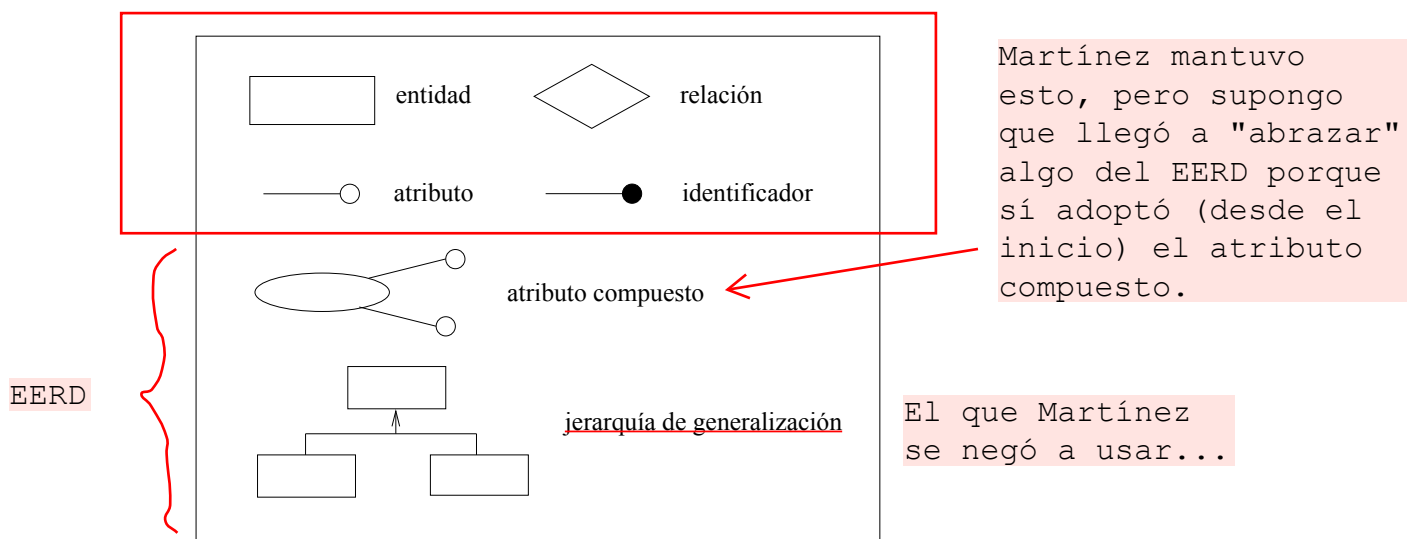 entidad
relación
atributo
identificador
Martínez mantuvo
esto, pero supongo
que llegó a "abrazar"
algo del EERD porque
sí adoptó (desde el
inicio) el atributo
compuesto.
atributo compuesto
EERD
jerarquía de generalización
El que Martínez
se negó a usar...